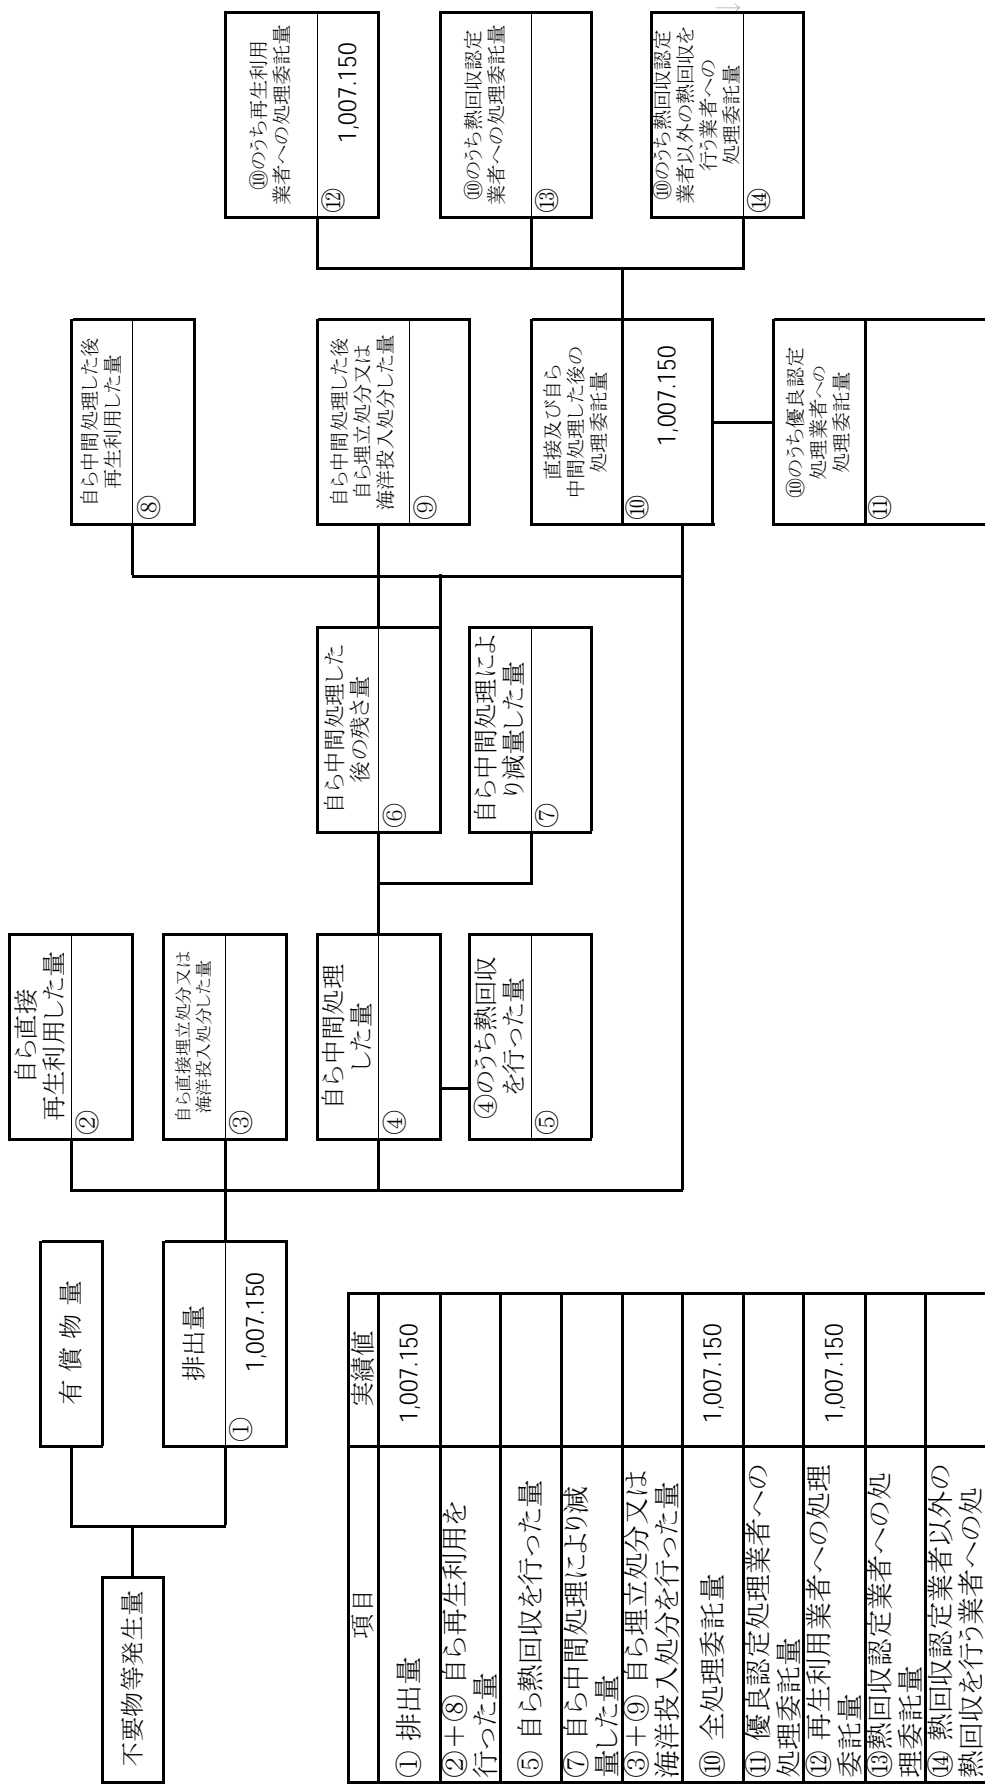 不要物等発生量
有 償 物 量
排出量
①
1,007.150
自ら直接
再生利用した量
②
自ら直接埋立処分又は
海洋投入処分した量
③
自ら中間処理
した量
④
④のうち熱回収
を行った量
⑤
自ら中間処理した
後の残さ量
⑥
自ら中間処理によ
り減量した量
⑦
自ら中間処理した後
再生利用した量
⑧
自ら中間処理した後
自ら埋立処分又は
海洋投入処分した量
⑨
直接及び自ら
中間処理した後の
処理委託量
⑩
1,007.150
⑩のうち優良認定
処理業者への
処理委託量
⑪
⑩のうち再生利用
業者への処理委託量
⑫
1,007.150
⑩のうち熱回収認定
業者への処理委託量
⑬
⑩のうち熱回収認定
業者以外の熱回収を
行う業者への
処理委託量
⑭
項目 実績値
① 排出量 1,007.150
②＋⑧ 自ら再生利用を
行った量
⑤ 自ら熱回収を行った量
⑦ 自ら中間処理により減
量した量
③＋⑨ 自ら埋立処分又は
海洋投入処分を行った量
⑩ 全処理委託量 1,007.150
⑪ 優良認定処理業者への
処理委託量
⑫ 再生利用業者への処理
委託量 1,007.150
⑬熱回収認定業者への処
理委託量
⑭ 熱回収認定業者以外の
熱回収を行う業者への処